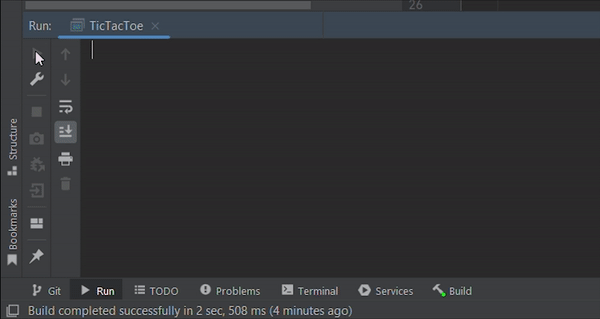 26
Run: TicTacToe
Structure
Bookmarks
Git Run TODO Problems Terminal Services Build
Build completed successfully in 2 sec, 508 ms (4 minutes ago)